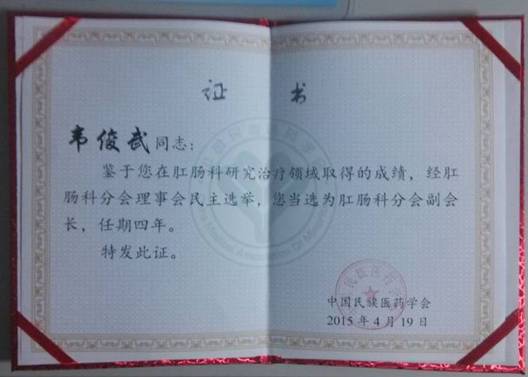 证 书
韦俊武同志:
鉴于您在肛肠科研究治疗领域取得的成绩，经肛
肠科分会理事会民主选举，您当选为肛肠科分会副会
长，任期四年。
特发此证。
中国民族医药学会
2015年4月19日